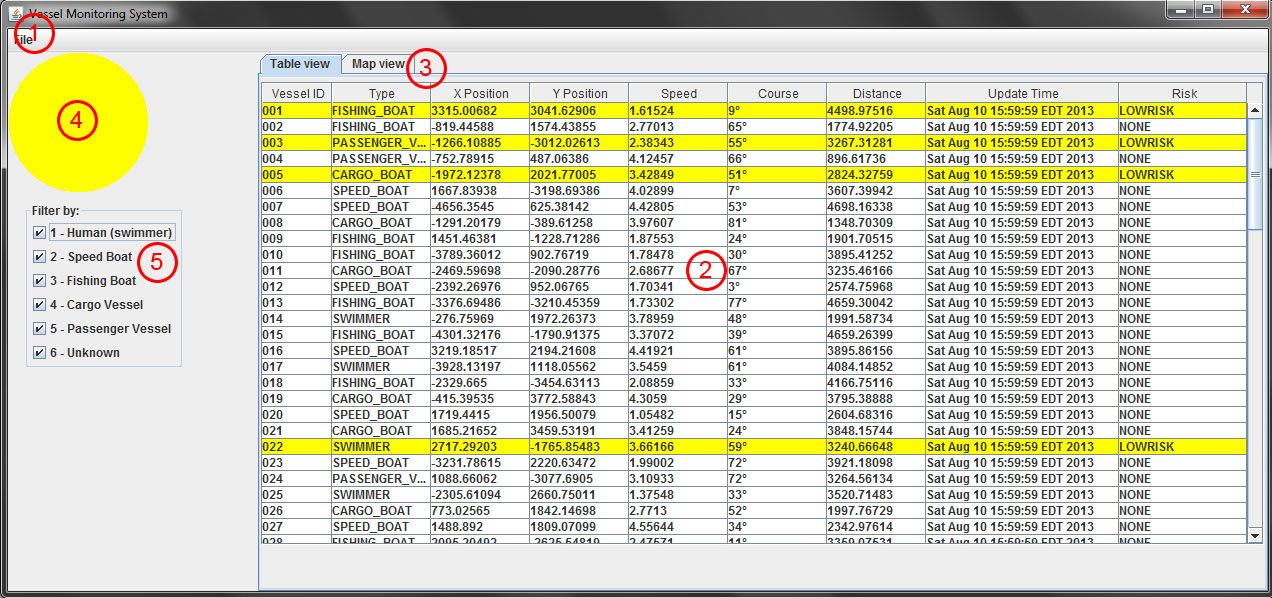 Vessel Monitoring System
1
File
Table view Map view 3
4
Vessel ID Type X Position Y Position Speed Course Distance Update Time Risk
001 FISHING_BOAT 3315.00682 3041.62906 1.61524 9° 4498.97516 Sat Aug 10 15:59:59 EDT 2013 LOWRISK
002 FISHING_BOAT -819.44588 1574.43855 2.77013 65° 1774.92205 Sat Aug 10 15:59:59 EDT 2013 NONE
003 PASSENGER_V... -1266.10885 -3012.02613 2.38343 55° 3267.31281 Sat Aug 10 15:59:59 EDT 2013 LOWRISK
004 PASSENGER_V... -752.78915 487.06386 4.12457 66° 896.61736 Sat Aug 10 15:59:59 EDT 2013 NONE
005 CARGO_BOAT -1972.12378 2021.77005 3.42849 51° 2824.32759 Sat Aug 10 15:59:59 EDT 2013 LOWRISK
006 SPEED_BOAT 1667.83938 -3198.69386 4.02899 7° 3607.39942 Sat Aug 10 15:59:59 EDT 2013 NONE
007 SPEED_BOAT -4656.3545 625.38142 4.42805 53° 4698.16338 Sat Aug 10 15:59:59 EDT 2013 NONE
008 CARGO_BOAT -1291.20179 -389.61258 3.97607 81° 1348.70309 Sat Aug 10 15:59:59 EDT 2013 NONE
009 FISHING_BOAT 1451.46381 -1228.71286 1.87553 24° 1901.70515 Sat Aug 10 15:59:59 EDT 2013 NONE
010 FISHING_BOAT -3789.36012 902.76719 1.78478 30° 3895.41252 Sat Aug 10 15:59:59 EDT 2013 NONE
011 CARGO_BOAT -2469.59698 -2090.28776 2.68677 2 67° 3235.46166 Sat Aug 10 15:59:59 EDT 2013 NONE
012 SPEED_BOAT -2392.26976 952.06765 1.70341 3° 2574.75968 Sat Aug 10 15:59:59 EDT 2013 NONE
013 FISHING_BOAT -3376.69486 -3210.45359 1.73302 77° 4659.30042 Sat Aug 10 15:59:59 EDT 2013 NONE
014 SWIMMER -276.75969 1972.26373 3.78959 48° 1991.58734 Sat Aug 10 15:59:59 EDT 2013 NONE
015 FISHING_BOAT -4301.32176 -1790.91375 3.37072 39° 4659.26399 Sat Aug 10 15:59:59 EDT 2013 NONE
016 SPEED_BOAT 3219.18517 2194.21608 4.41921 61° 3895.86156 Sat Aug 10 15:59:59 EDT 2013 NONE
017 SWIMMER -3928.13197 1118.05562 3.5459 61° 4084.14852 Sat Aug 10 15:59:59 EDT 2013 NONE
018 FISHING_BOAT -2329.665 -3454.63113 2.08859 33° 4166.75116 Sat Aug 10 15:59:59 EDT 2013 NONE
019 CARGO_BOAT -415.39535 3772.58843 4.3059 29° 3795.38888 Sat Aug 10 15:59:59 EDT 2013 NONE
020 SPEED_BOAT 1719.4415 1956.50079 1.05482 15° 2604.68316 Sat Aug 10 15:59:59 EDT 2013 NONE
021 CARGO_BOAT 1685.21652 3459.53191 3.41259 24° 3848.15744 Sat Aug 10 15:59:59 EDT 2013 NONE
022 SWIMMER 2717.29203 -1765.85483 3.66166 59° 3240.66648 Sat Aug 10 15:59:59 EDT 2013 LOWRISK
023 SPEED_BOAT -3231.78615 2220.63472 1.99002 72° 3921.18098 Sat Aug 10 15:59:59 EDT 2013 NONE
024 PASSENGER_V... 1088.66062 -3077.6905 3.10933 72° 3264.56134 Sat Aug 10 15:59:59 EDT 2013 NONE
025 SWIMMER -2305.61094 2660.75011 1.37548 33° 3520.71483 Sat Aug 10 15:59:59 EDT 2013 NONE
026 CARGO_BOAT 773.02565 1842.14698 2.7713 52° 1997.76729 Sat Aug 10 15:59:59 EDT 2013 NONE
027 SPEED_BOAT 1488.892 1809.07099 4.55644 34° 2342.97614 Sat Aug 10 15:59:59 EDT 2013 NONE
028 FISHING_BOAT 2095.20492 -2625.54819 2.47571 11° 3359.07531 Sat Aug 10 15:59:59 EDT 2013 NONE
Filter by:
1 - Human (swimmer)
2 - Speed Boat
5
3 - Fishing Boat
4 - Cargo Vessel
5 - Passenger Vessel
6 - Unknown